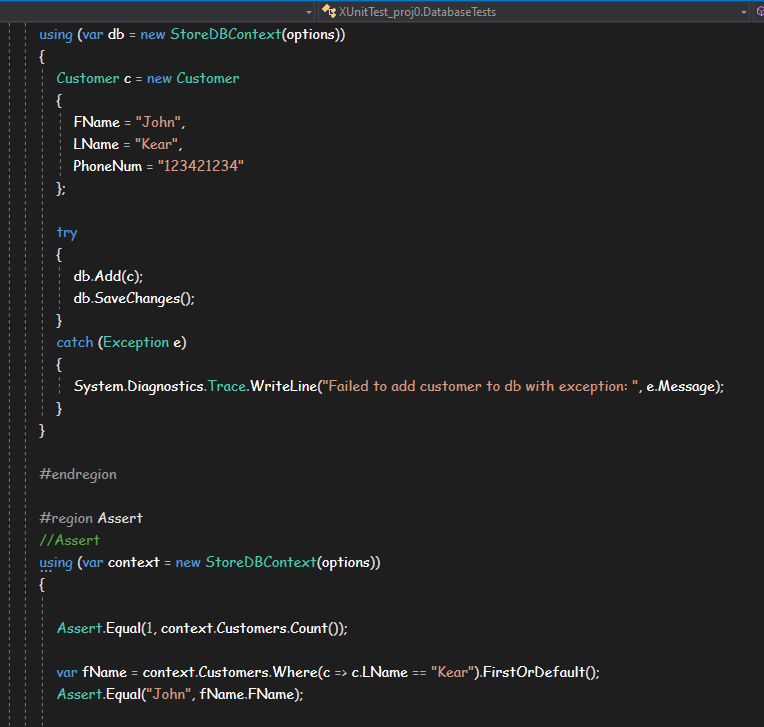 XUnitTest_proj0.DatabaseTests
using (var db = new StoreDBContext(options))
{
Customer c = new Customer
{
FName = "John",
LName = "Kear",
PhoneNum = "123421234"
};
try
{
db.Add(c);
db.SaveChanges();
}
catch (Exception e)
{
System.Diagnostics.Trace.WriteLine("Failed to add customer to db with exception: ", e.Message);
}
}
#endregion
#region Assert
//Assert
using (var context = new StoreDBContext(options))
{
Assert.Equal(1, context.Customers.Count());
var fName = context.Customers.Where(c => c.LName == "Kear").FirstOrDefault();
Assert.Equal("John", fName.FName);